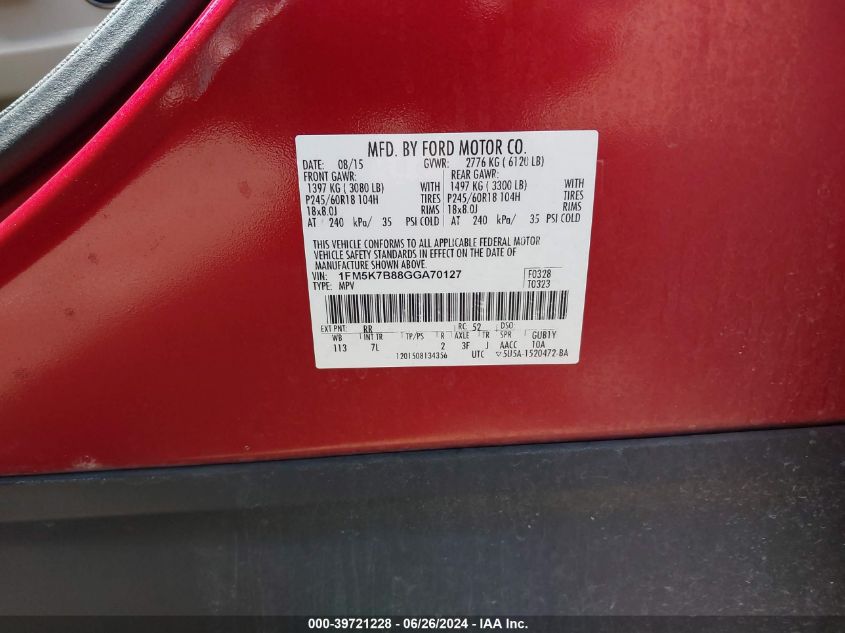 MFD. BY FORD MOTOR CO.
DATE: 08/15 GVWR: 2776 KG ( 6120 LB)
FRONT GAWR: REAR GAWR:
1397 KG ( 3080 LB) WITH 1497 KG ( 3300 LB) WITH
P245/60R18 104H TIRES P245/60R18 104H TIRES
18x8.0J RIMS 18x8.0J RIMS
AT 240 kPa/ 35 PSI COLD AT 240 kPa/ 35 PSI COLD
THIS VEHICLE CONFORMS TO ALL APPLICABLE FEDERAL MOTOR
VEHICLE SAFETY STANDARDS IN EFFECT ON THE DATE OF
MANUFACTURE SHOWN ABOVE.
VIN: 1FM5K7B88GGA70127 F0328
TYPE: MPV T0323
EXT PNT: RR RC: 52 DSO:
WB INT TR TP/PS R AXLE TR SPR GUB1Y
113 7L 2 3F J AACC 10A
1201508134356 UTC 5U5A-1520472-BA
000-39721228 - 06/26/2024 - IAA Inc.